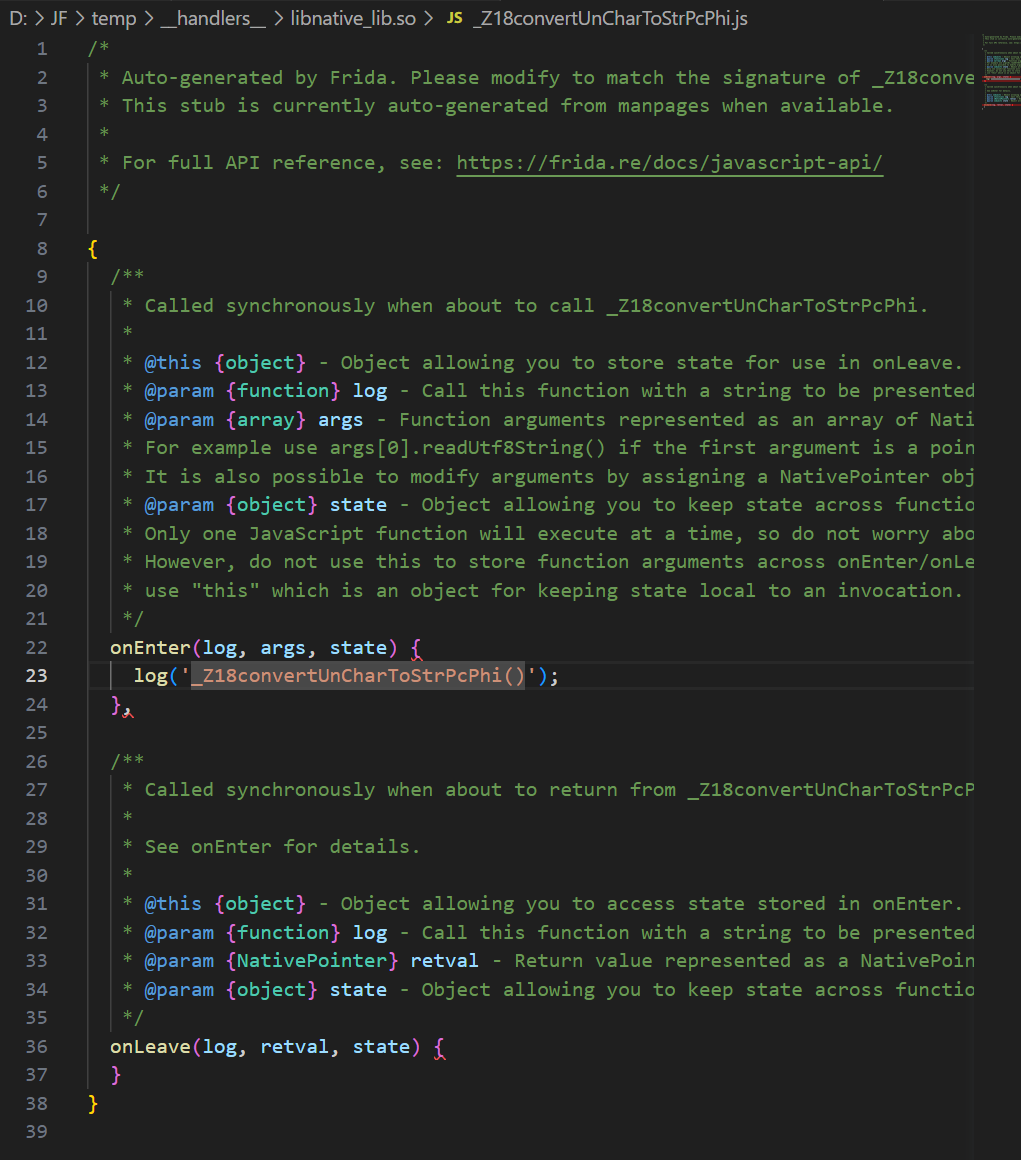 D: > JF > temp > __handlers__ > libnative_lib.so > JS _Z18convertUnCharToStrPcPhi.js
1 /*
2 * Auto-generated by Frida. Please modify to match the signature of _Z18conve
3 * This stub is currently auto-generated from manpages when available.
4 *
5 * For full API reference, see: https://frida.re/docs/javascript-api/
6 */
7
8 {
9 /**
10 * Called synchronously when about to call _Z18convertUnCharToStrPcPhi.
11 *
12 * @this {object} - Object allowing you to store state for use in onLeave.
13 * @param {function} log - Call this function with a string to be presented
14 * @param {array} args - Function arguments represented as an array of Nati
15 * For example use args[0].readUtf8String() if the first argument is a poin
16 * It is also possible to modify arguments by assigning a NativePointer obj
17 * @param {object} state - Object allowing you to keep state across functio
18 * Only one JavaScript function will execute at a time, so do not worry abo
19 * However, do not use this to store function arguments across onEnter/onLe
20 * use "this" which is an object for keeping state local to an invocation.
21 */
22 onEnter(log, args, state) {
23 log('_Z18convertUnCharToStrPcPhi()');
24 },
25
26 /**
27 * Called synchronously when about to return from _Z18convertUnCharToStrPcP
28 *
29 * See onEnter for details.
30 *
31 * @this {object} - Object allowing you to access state stored in onEnter.
32 * @param {function} log - Call this function with a string to be presented
33 * @param {NativePointer} retval - Return value represented as a NativePoin
34 * @param {object} state - Object allowing you to keep state across functio
35 */
36 onLeave(log, retval, state) {
37 }
38 }
39